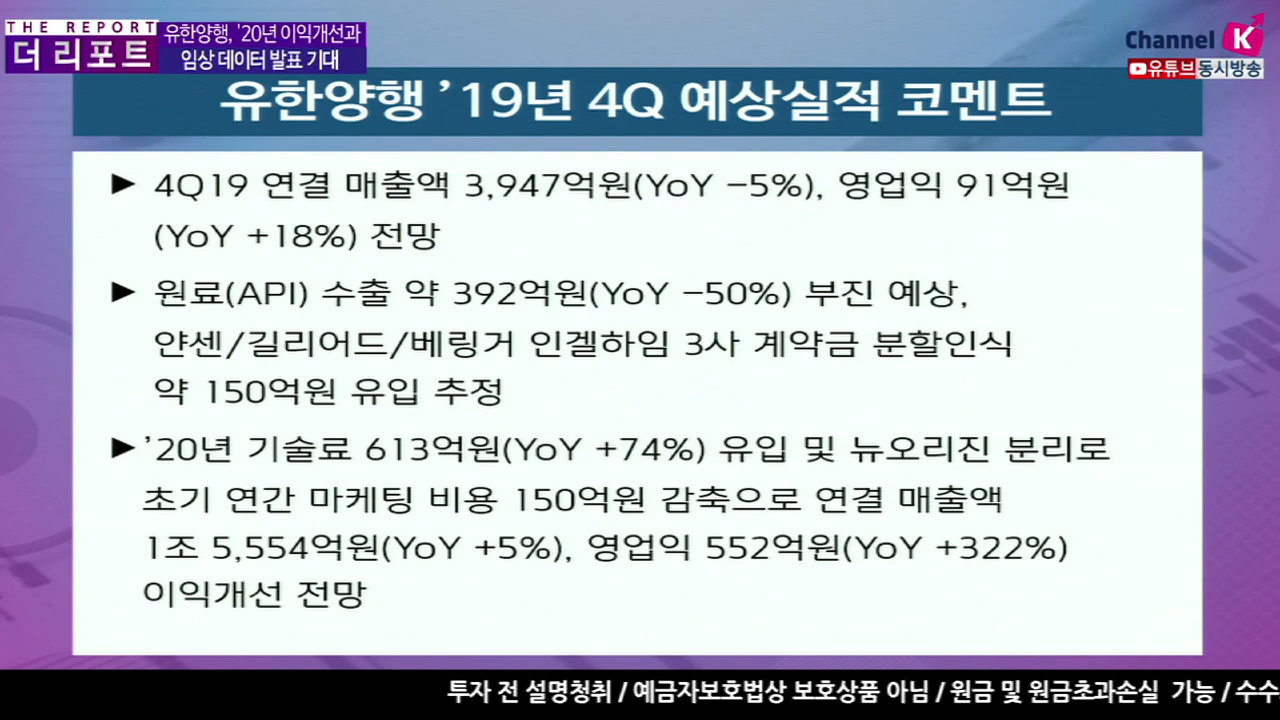 THE REPORT
더 리포트
유한양행, '20년 이익개선과
임상 데이터 발표 기대
Channel K
유튜브동시방송
유한양행 ’19년 4Q 예상실적 코멘트
▶ 4Q19 연결 매출액 3,947억원(YoY −5%), 영업익 91억원
(YoY +18%) 전망
▶ 원료(API) 수출 약 392억원(YoY −50%) 부진 예상,
얀센/길리어드/베링거 인겔하임 3사 계약금 분할인식
약 150억원 유입 추정
▶ ’20년 기술료 613억원(YoY +74%) 유입 및 뉴오리진 분리로
초기 연간 마케팅 비용 150억원 감축으로 연결 매출액
1조 5,554억원(YoY +5%), 영업익 552억원(YoY +322%)
이익개선 전망
투자 전 설명청취 / 예금자보호법상 보호상품 아님 / 원금 및 원금초과손실 가능 / 수수